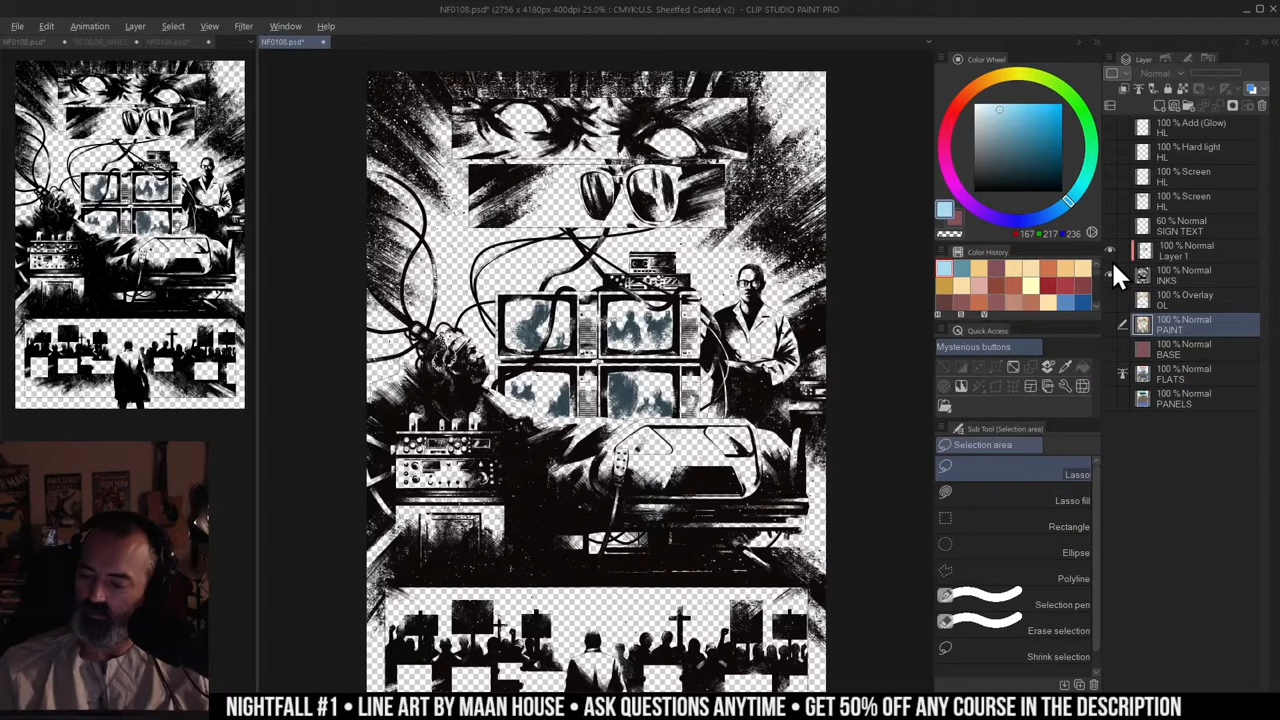 NF0108.psd* (2756 x 4180px 400dpi 25.0% : CMYK:U.S. Sheetfed Coated v2) - CLIP STUDIO PAINT PRO
File Edit Animation Layer Select View Filter Window Help
NF0108.psd*
NF0106.psd*
NF0108.psd*
Color Wheel
167 217 236
Color History
H S V
Quick Access
Mysterious buttons
Sub Tool (Selection area)
Selection area
Lasso
Lasso fill
Rectangle
Ellipse
Polyline
Selection pen
Erase selection
Shrink selection
Layer
Normal
100 % Add (Glow)
HL
100 % Hard light
HL
100 % Screen
HL
100 % Screen
HL
60 % Normal
SIGN TEXT
100 % Normal
Layer 1
100 % Normal
INKS
100 % Overlay
OL
100 % Normal
PAINT
100 % Normal
BASE
100 % Normal
FLATS
100 % Normal
PANELS
NIGHTFALL #1 • LINE ART BY MAAN HOUSE • ASK QUESTIONS ANYTIME • GET 50% OFF ANY COURSE IN THE DESCRIPTION